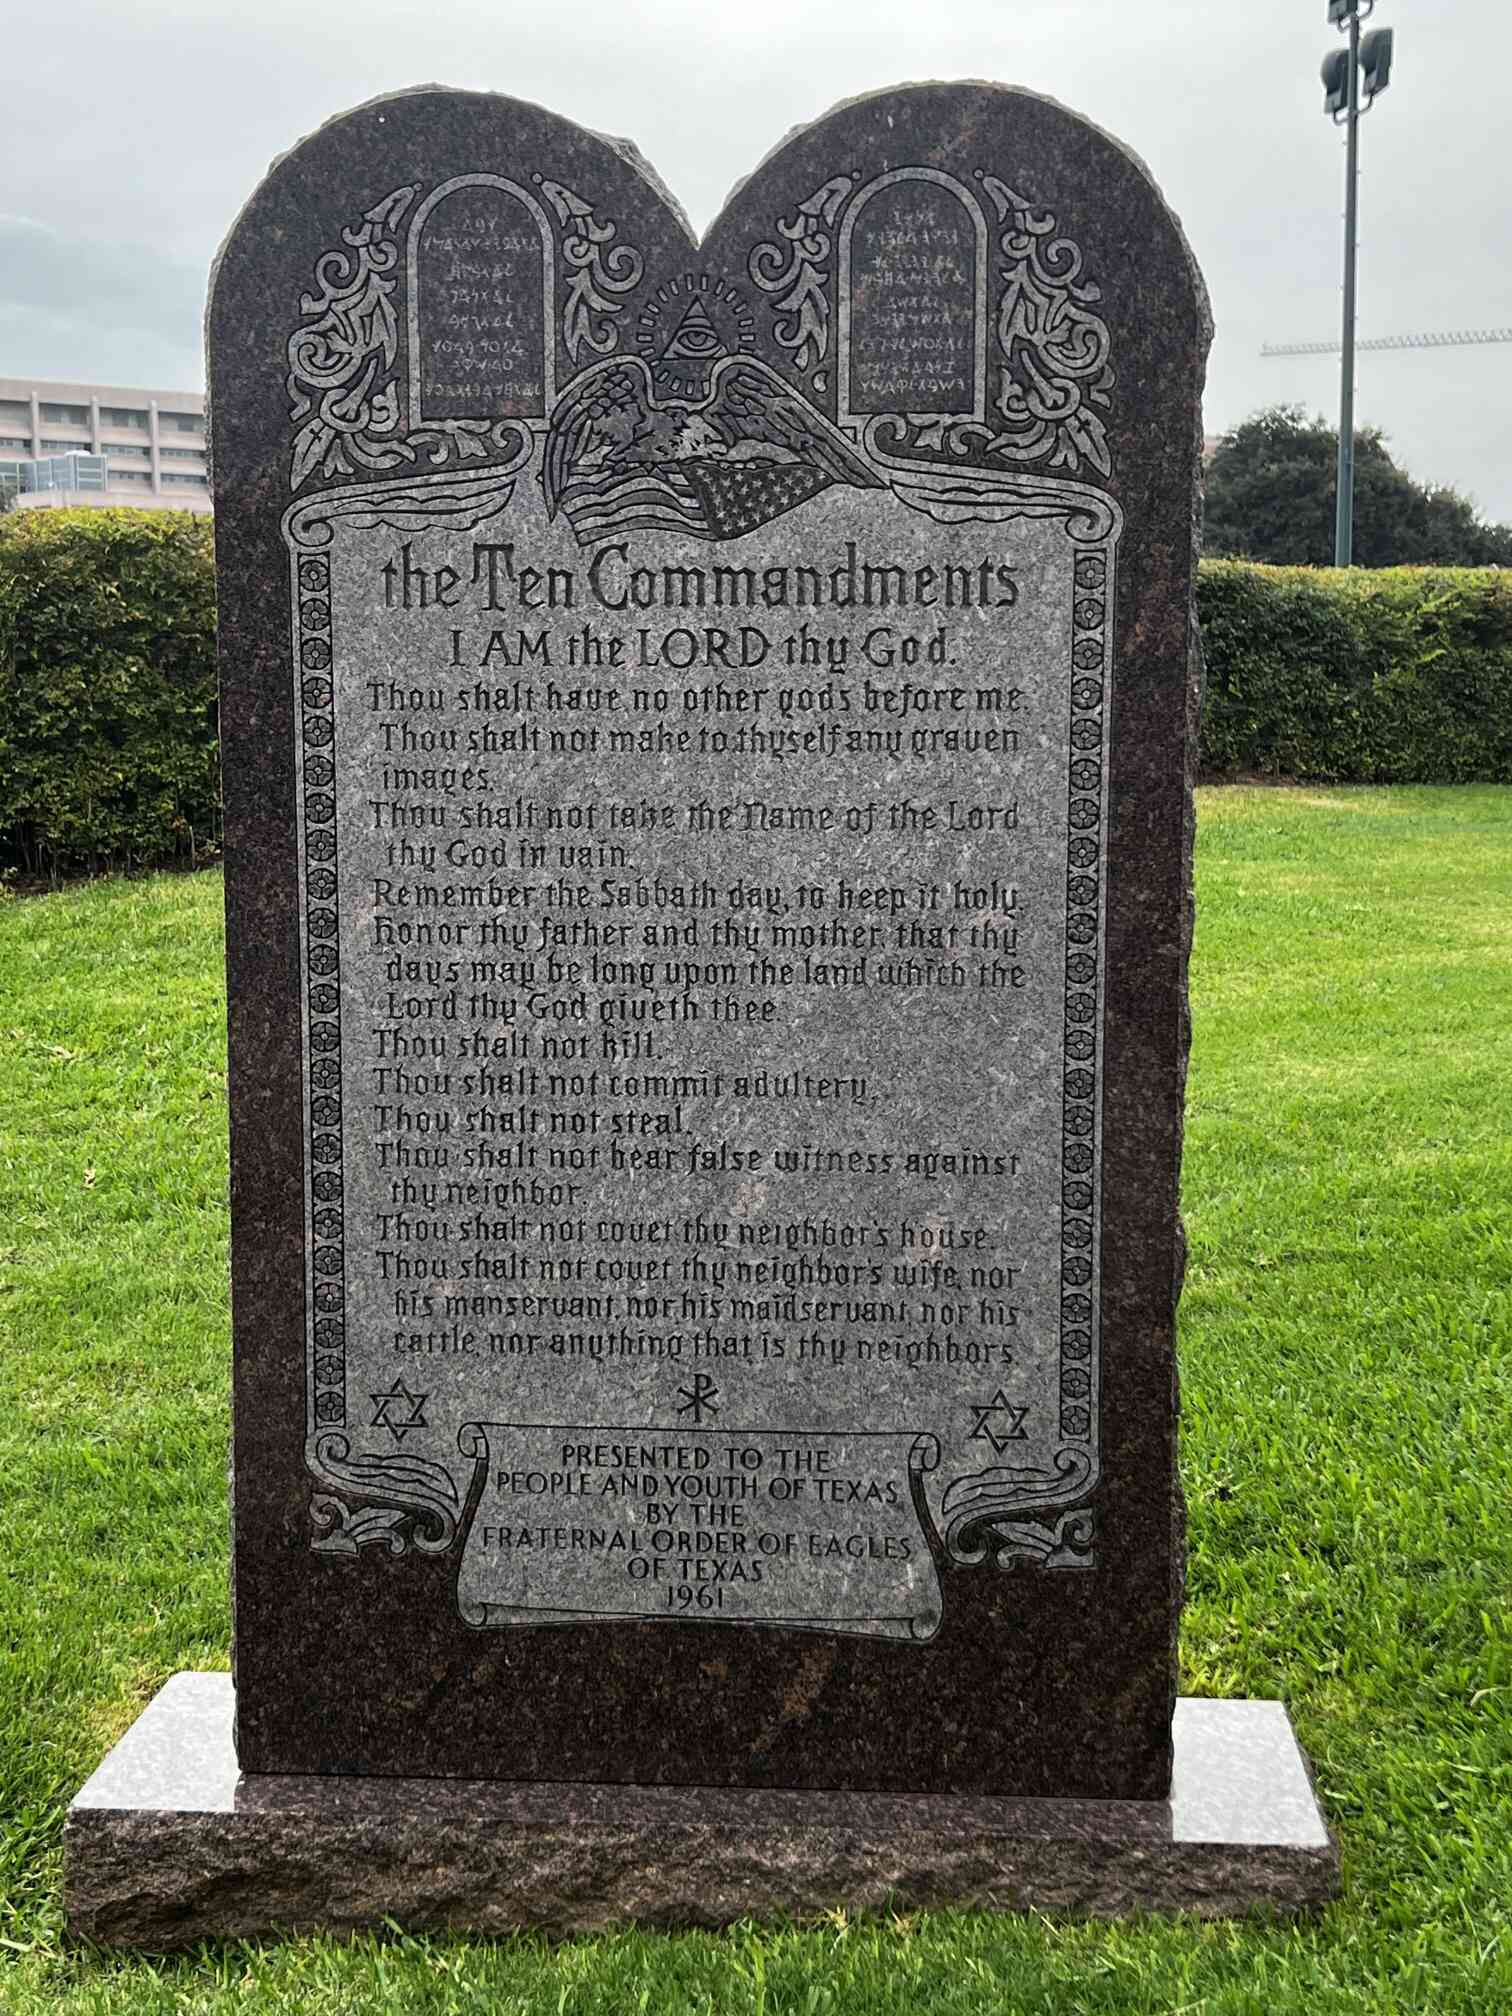 the Ten Commandments
I AM the LORD thy God.
Thou shalt have no other gods before me.
Thou shalt not make to thyself any graven
images.
Thou shalt not take the Name of the Lord
thy God in vain.
Remember the Sabbath day, to keep it holy.
Honor thy father and thy mother, that thy
days may be long upon the land which the
Lord thy God giveth thee.
Thou shalt not kill.
Thou shalt not commit adultery.
Thou shalt not steal.
Thou shalt not bear false witness against
thy neighbor.
Thou shalt not covet thy neighbor's house.
Thou shalt not covet thy neighbor's wife, nor
his manservant, nor his maidservant, nor his
cattle, nor anything that is thy neighbors
PRESENTED TO THE
PEOPLE AND YOUTH OF TEXAS
BY THE
FRATERNAL ORDER OF EAGLES
OF TEXAS
1961